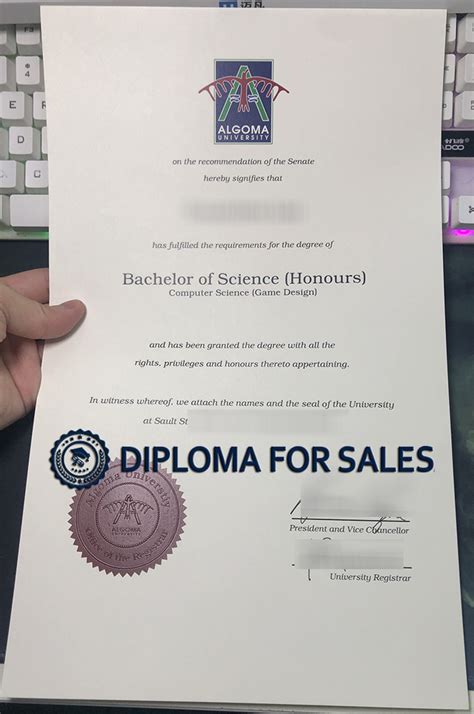 ALGOMA
UNIVERSITY
on the recommendation of the Senate
hereby signifies that
has fulfilled the requirements for the degree of
Bachelor of Science (Honours)
Computer Science (Game Design)
and has been granted the degree with all the
rights, privileges and honours thereto appertaining.
In witness whereof, we attach the names and the seal of the University
at Sault St
DIPLOMA FOR SALES
Algoma University
ALGOMA
UNIVERSITY
Office of the Registrar
President and Vice Chancellor
University Registrar